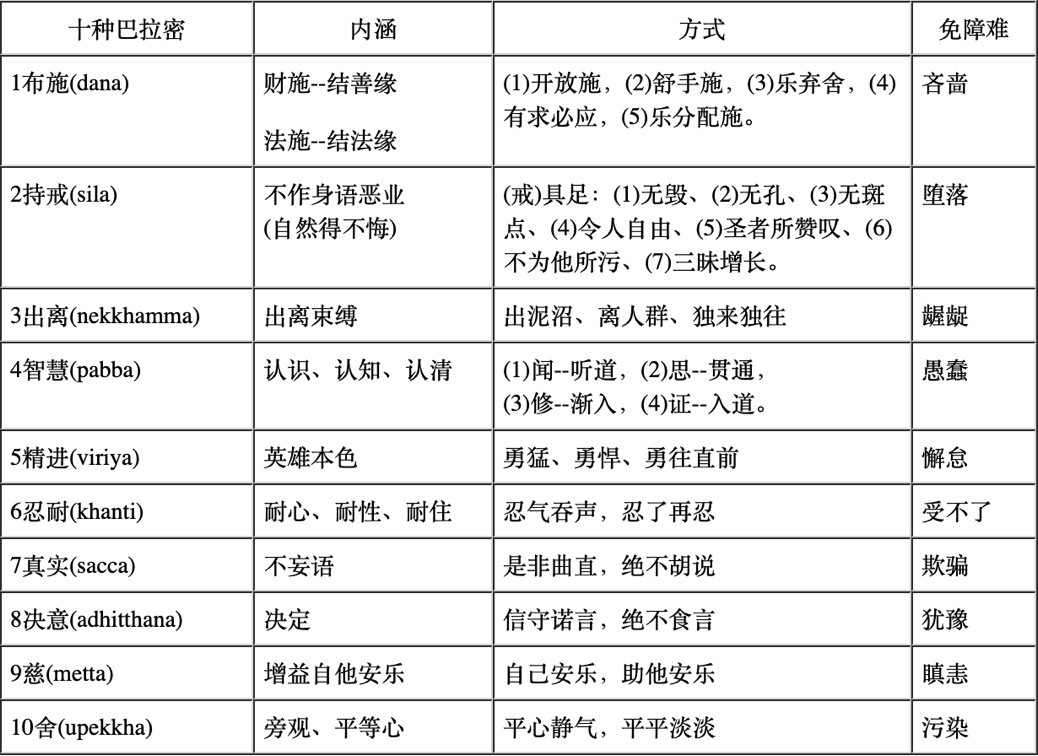 十种巴拉密 内涵 方式 免障难
1布施(dana) 财施--结善缘 (1)开放施，(2)舒手施，(3)乐弃舍，(4) 吝啬
有求必应，(5)乐分配施。
法施--结法缘
2持戒(sila) 不作身语恶业 (戒)具足：(1)无毁、(2)无孔、(3)无斑 堕落
(自然得不悔) 点、(4)令人自由、(5)圣者所赞叹、(6)
不为他所污、(7)三昧增长。
3出离(nekkhamma) 出离束缚 出泥沼、离人群、独来独往 龌龊
4智慧(pabba) 认识、认知、认清 (1)闻--听道，(2)思--贯通， 愚蠢
(3)修--渐入，(4)证--入道。
5精进(viriya) 英雄本色 勇猛、勇悍、勇往直前 懈怠
6忍耐(khanti) 耐心、耐性、耐住 忍气吞声，忍了再忍 受不了
7真实(sacca) 不妄语 是非曲直，绝不胡说 欺骗
8决意(adhitthana) 决定 信守诺言，绝不食言 犹豫
9慈(metta) 增益自他安乐 自己安乐，助他安乐 瞋恚
10舍(upekkha) 旁观、平等心 平心静气，平平淡淡 污染